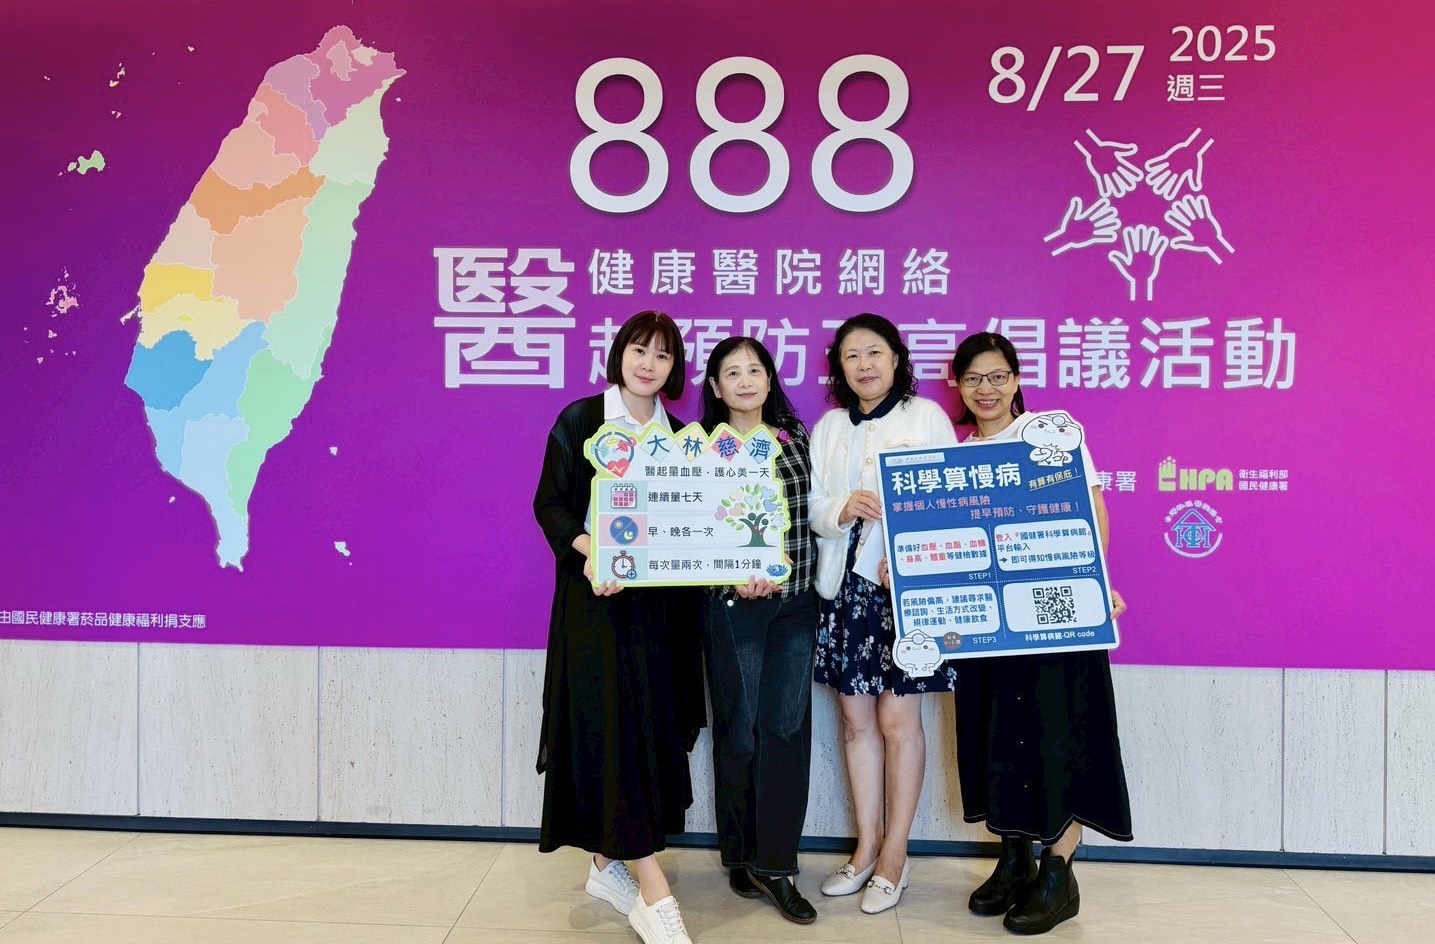 888
8/27
2025
週三
醫
健康醫院網絡
起預防三高倡議活動
康署
HPA
衛生福利部
國民健康署
由國民健康署菸品健康福利捐支應
大林慈濟
醫起量血壓．護心美一天
連續量七天
早、晚各一次
每次量兩次．間隔1分鐘
科學算慢病
有算有保庇！
掌握個人慢性病風險
提早預防、守護健康！
準備好血壓、血脂、血糖
、身高、體重等健檢數據
STEP1
登入『國健署科學算病館』
平台輸入
➔ 即可得知慢病風險等級
STEP2
若風險偏高，建議尋求醫
療諮詢、生活方式改變、
規律運動、健康飲食
STEP3
科學算病館-QR code